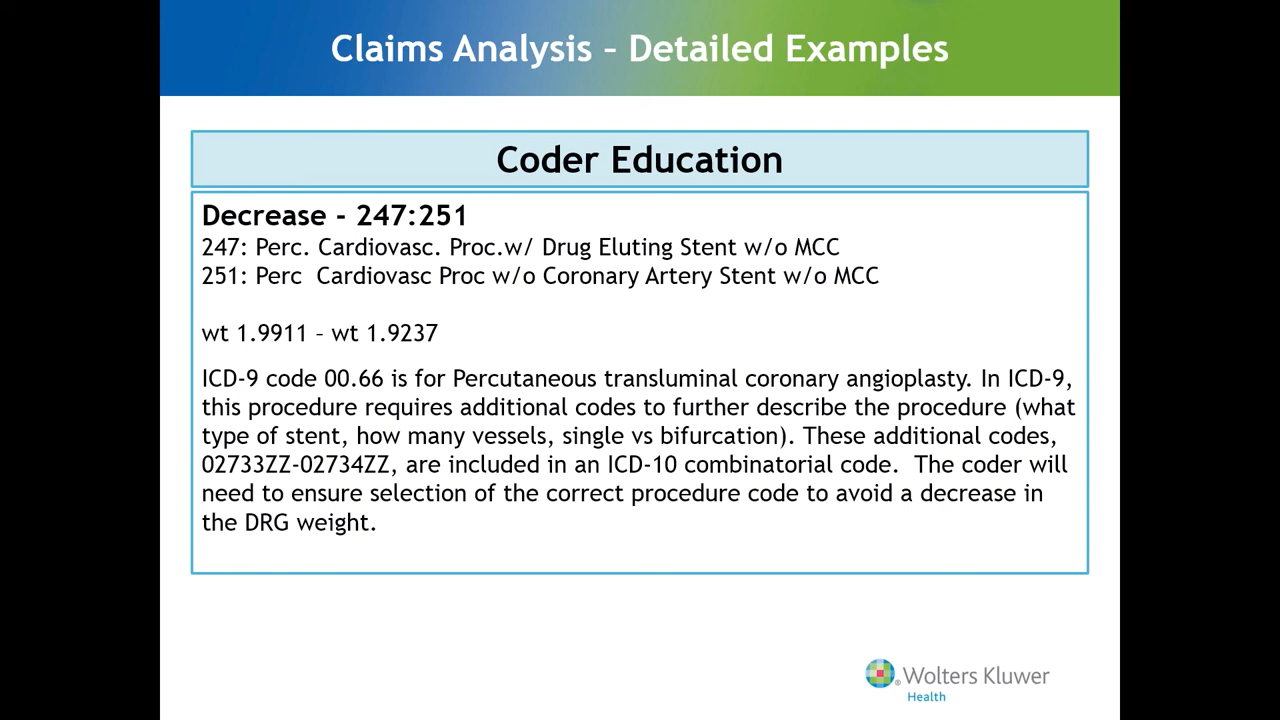 Claims Analysis – Detailed Examples
Coder Education
Decrease - 247:251
247: Perc. Cardiovasc. Proc.w/ Drug Eluting Stent w/o MCC
251: Perc  Cardiovasc Proc w/o Coronary Artery Stent w/o MCC
wt 1.9911 – wt 1.9237
ICD-9 code 00.66 is for Percutaneous transluminal coronary angioplasty. In ICD-9,
this procedure requires additional codes to further describe the procedure (what
type of stent, how many vessels, single vs bifurcation). These additional codes,
02733ZZ-02734ZZ, are included in an ICD-10 combinatorial code.  The coder will
need to ensure selection of the correct procedure code to avoid a decrease in
the DRG weight.
® Wolters Kluwer
Health